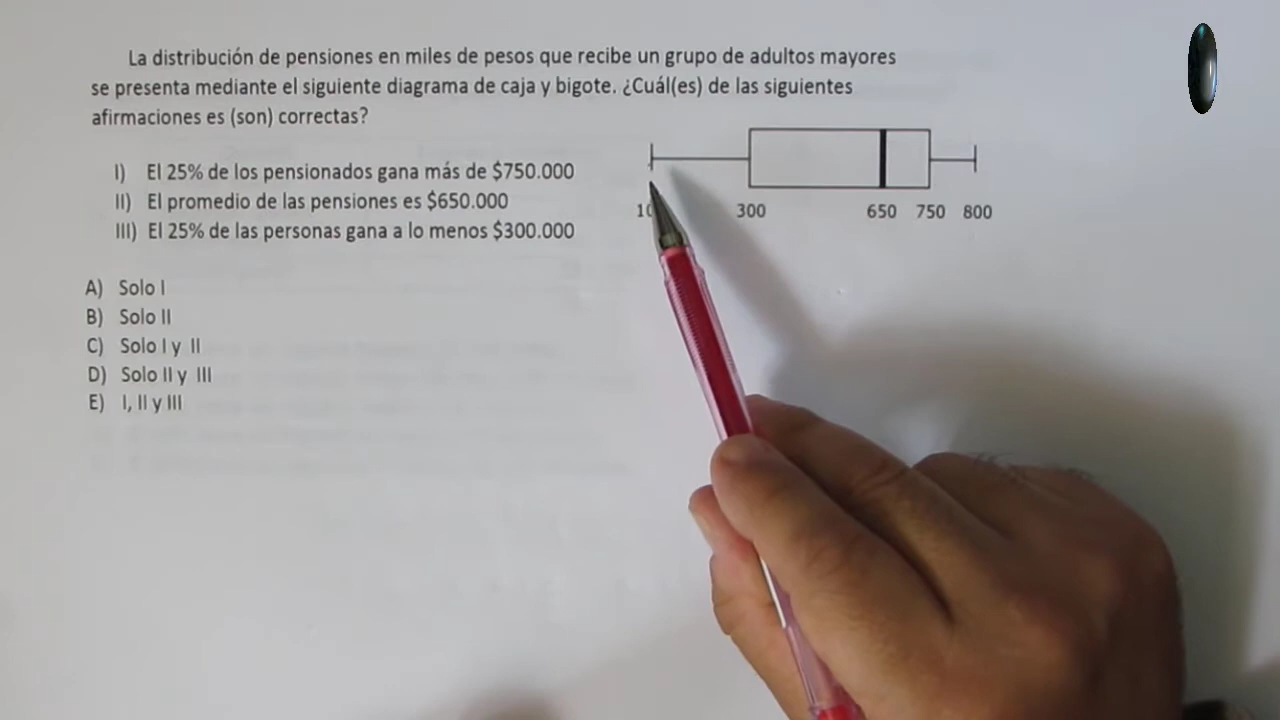 La distribución de pensiones en miles de pesos que recibe un grupo de adultos mayores
se presenta mediante el siguiente diagrama de caja y bigote. ¿Cuál(es) de las siguientes
afirmaciones es (son) correctas?
I) El 25% de los pensionados gana más de $750.000
II) El promedio de las pensiones es $650.000
III) El 25% de las personas gana a lo menos $300.000
300 650 750 800
A) Solo I
B) Solo II
C) Solo I y II
D) Solo II y III
E) I, II y III